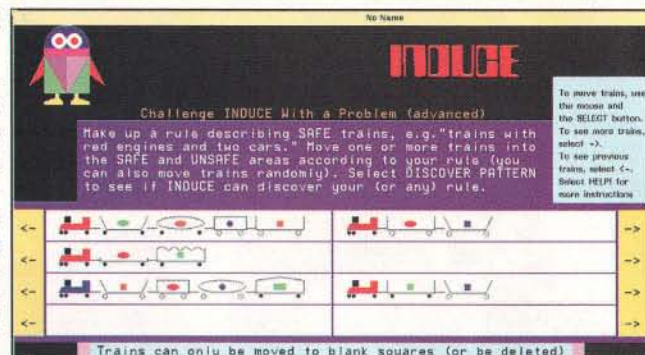 No Name
INDUCE
Challenge INDUCE With a Problem (advanced)
Make up a rule describing SAFE trains, e.g."trains with
red engines and two cars." Move one or more trains into
the SAFE and UNSAFE areas according to your rule (you
can also move trains randomly). Select DISCOVER PATTERN
to see if INDUCE can discover your (or any) rule.
To move trains, use
the mouse and
the SELECT button.
To see more trains,
select ->.
To see previous
trains, select <-.
Select HELP! for
more instructions
<- ->
<- ->
<- ->
<- ->
Trains can only be moved to blank squares (or be deleted)